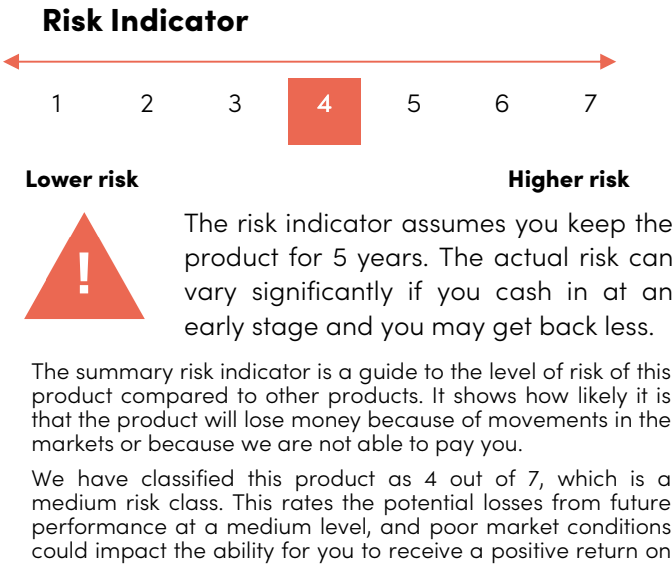 Risk Indicator
1 2 3 4 5 6 7
Lower risk Higher risk
!
The risk indicator assumes you keep the
product for 5 years. The actual risk can
vary significantly if you cash in at an
early stage and you may get back less.
The summary risk indicator is a guide to the level of risk of this
product compared to other products. It shows how likely it is
that the product will lose money because of movements in the
markets or because we are not able to pay you.
We have classified this product as 4 out of 7, which is a
medium risk class. This rates the potential losses from future
performance at a medium level, and poor market conditions
could impact the ability for you to receive a positive return on